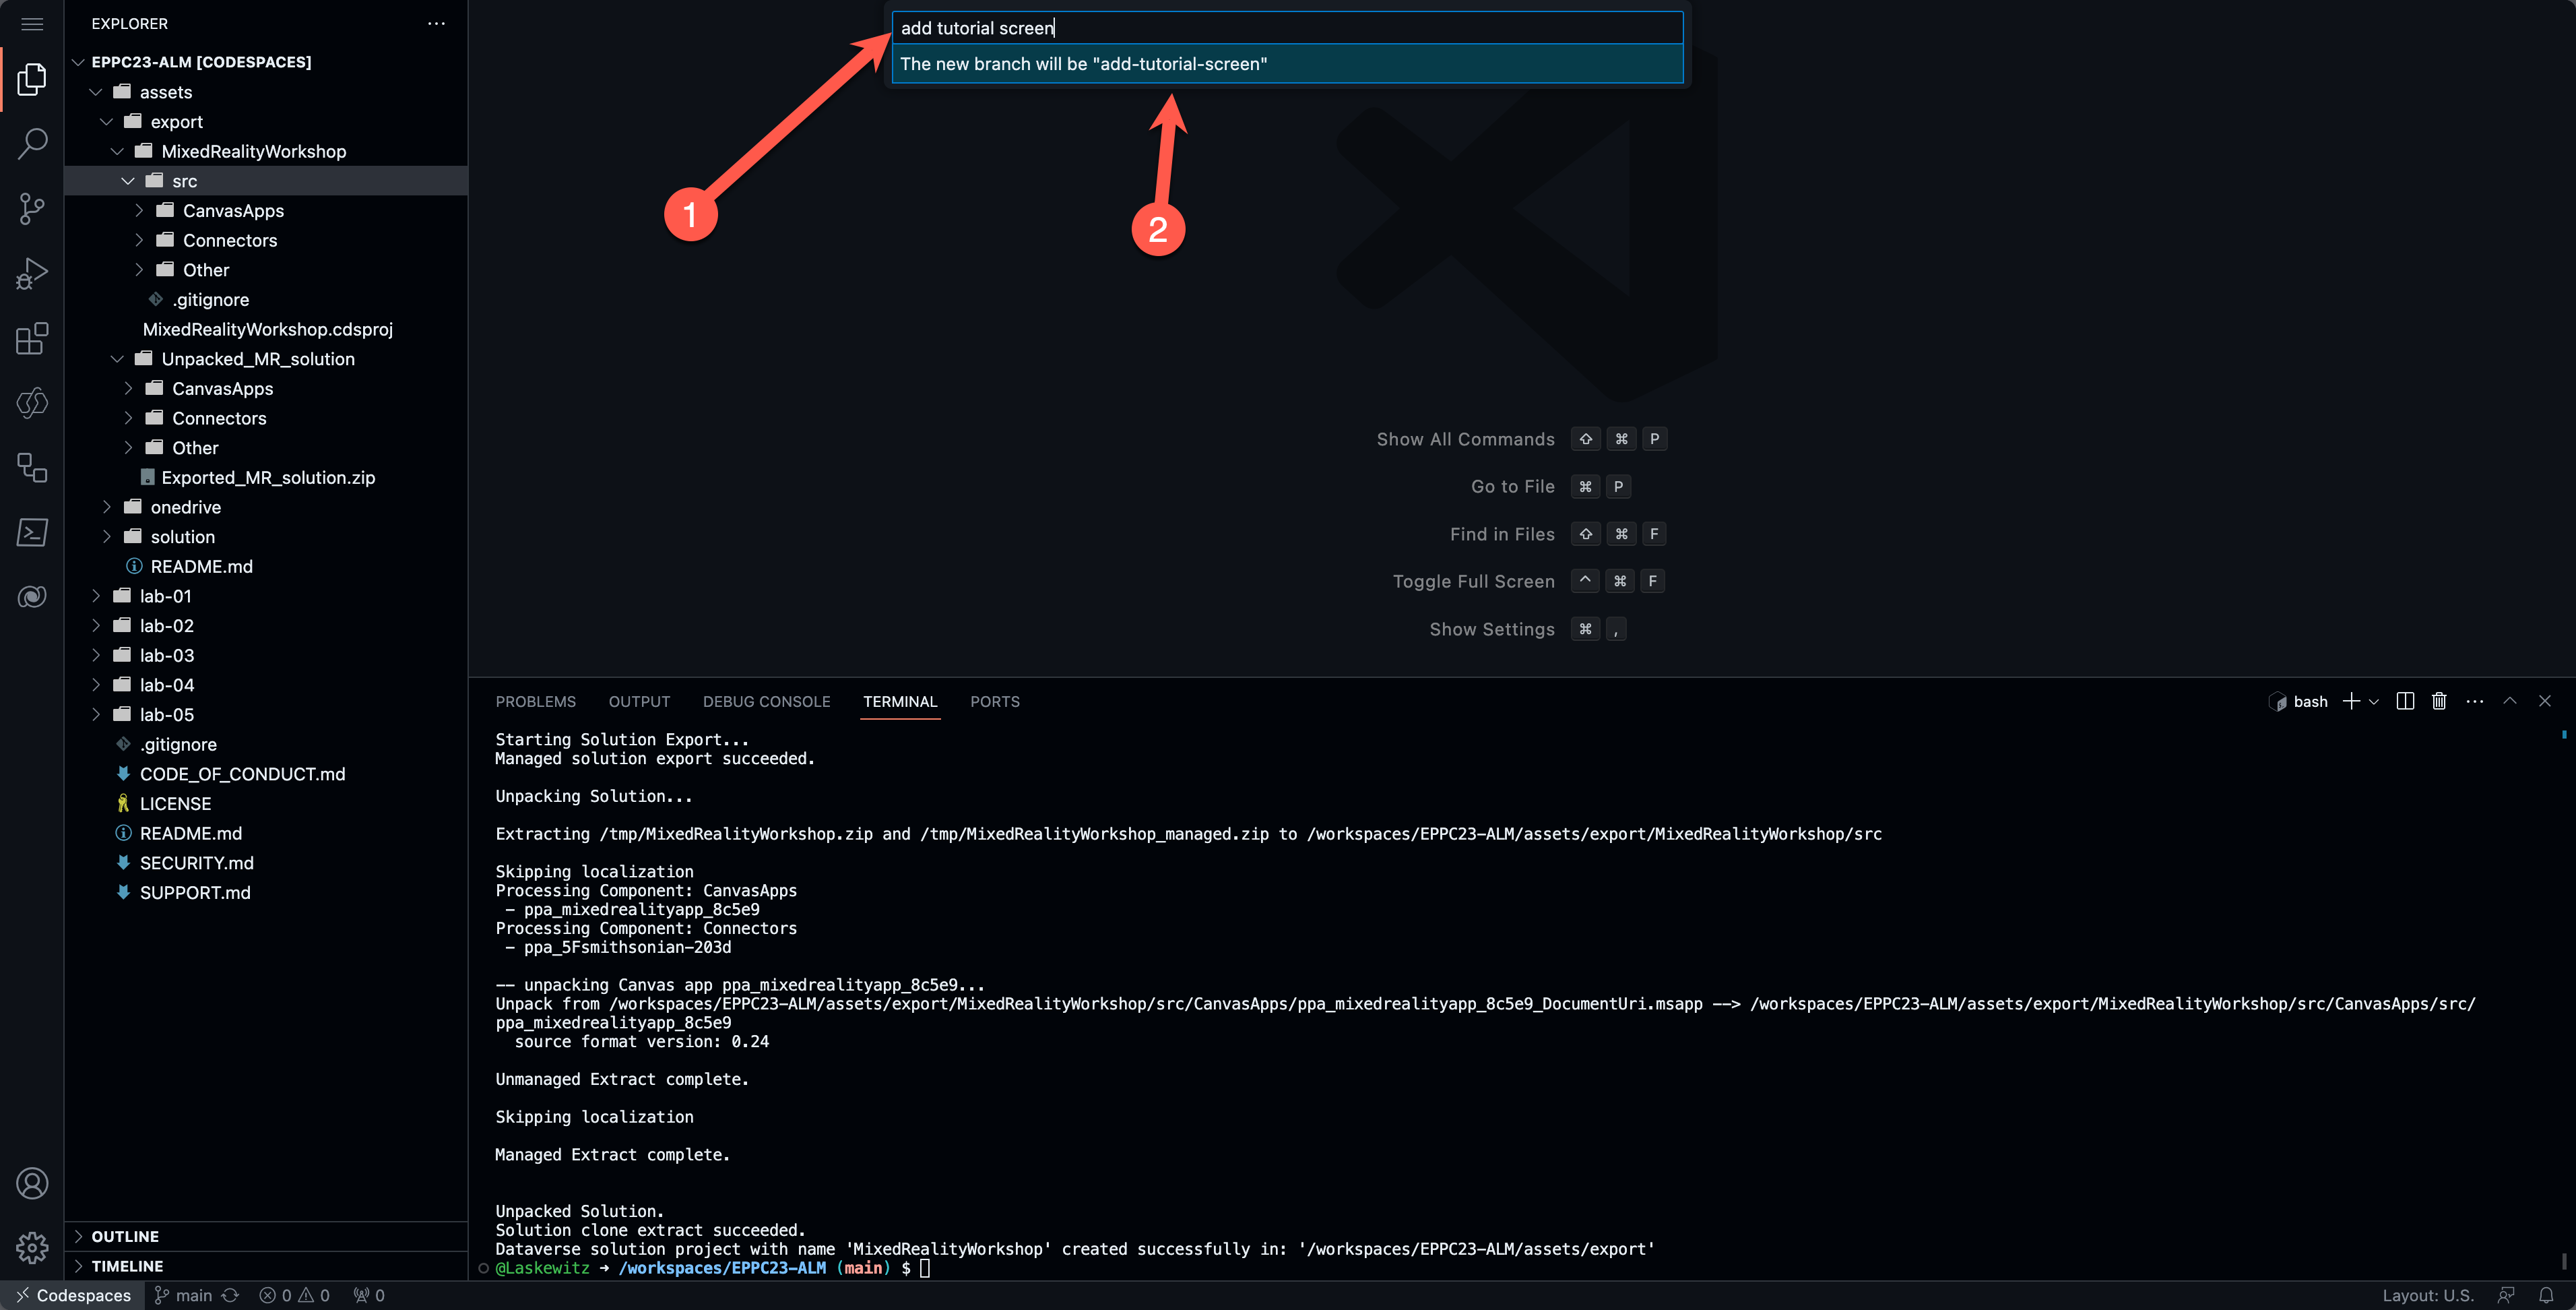 EXPLORER
EPPC23-ALM [CODESPACES]
assets
export
MixedRealityWorkshop
src
CanvasApps
Connectors
Other
.gitignore
MixedRealityWorkshop.cdsproj
Unpacked_MR_solution
CanvasApps
Connectors
Other
Exported_MR_solution.zip
onedrive
solution
README.md
lab-01
lab-02
lab-03
lab-04
lab-05
.gitignore
CODE_OF_CONDUCT.md
LICENSE
README.md
SECURITY.md
SUPPORT.md
OUTLINE
TIMELINE
add tutorial screen
The new branch will be "add-tutorial-screen"
1
2
Show All Commands ⇧ ⌘ P
Go to File ⌘ P
Find in Files ⇧ ⌘ F
Toggle Full Screen ^ ⌘ F
Show Settings ⌘ ,
PROBLEMS OUTPUT DEBUG CONSOLE TERMINAL PORTS
bash
Starting Solution Export...
Managed solution export succeeded.
Unpacking Solution...
Extracting /tmp/MixedRealityWorkshop.zip and /tmp/MixedRealityWorkshop_managed.zip to /workspaces/EPPC23-ALM/assets/export/MixedRealityWorkshop/src
Skipping localization
Processing Component: CanvasApps
- ppa_mixedrealityapp_8c5e9
Processing Component: Connectors
- ppa_5Fsmithsonian-203d
-- unpacking Canvas app ppa_mixedrealityapp_8c5e9...
Unpack from /workspaces/EPPC23-ALM/assets/export/MixedRealityWorkshop/src/CanvasApps/ppa_mixedrealityapp_8c5e9_DocumentUri.msapp --> /workspaces/EPPC23-ALM/assets/export/MixedRealityWorkshop/src/CanvasApps/src/
ppa_mixedrealityapp_8c5e9
source format version: 0.24
Unmanaged Extract complete.
Skipping localization
Managed Extract complete.
Unpacked Solution.
Solution clone extract succeeded.
Dataverse solution project with name 'MixedRealityWorkshop' created successfully in: '/workspaces/EPPC23-ALM/assets/export'
@Laskewitz ➜ /workspaces/EPPC23-ALM (main) $
Codespaces main 0 0 0
Layout: U.S.